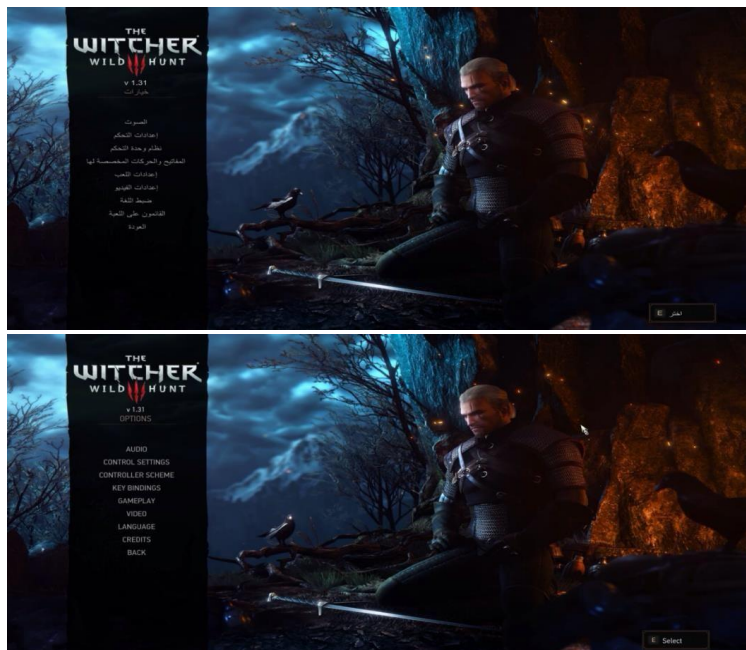 THE
WITCHER
WILD HUNT
v 1.31
خيارات
الصوت
إعدادات التحكم
نظام وحدة التحكم
المفاتيح والحركات المخصصة لها
إعدادات اللعب
إعدادات الفيديو
ضبط اللغة
القائمون على اللعبة
العودة
E اختر
THE
WITCHER
WILD HUNT
v 1.31
OPTIONS
AUDIO
CONTROL SETTINGS
CONTROLLER SCHEME
KEY BINDINGS
GAMEPLAY
VIDEO
LANGUAGE
CREDITS
BACK
E Select